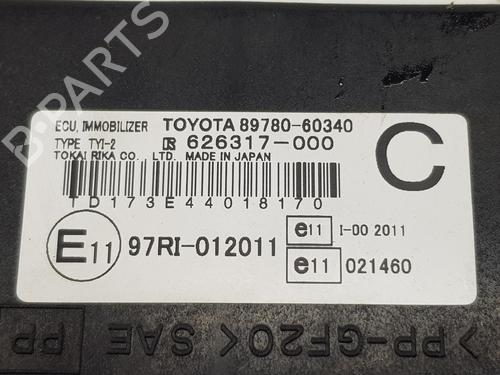 ECU, IMMOBILIZER TOYOTA 89780-60340
TYPE TYI-2 626317-000
TOKAI RIKA CO., LTD. MADE IN JAPAN
C
TD173E44018170
E11 97RI-012011
e11 I-00 2011
e11 021460
>PP-GF20< SAE PP
B-PARTS